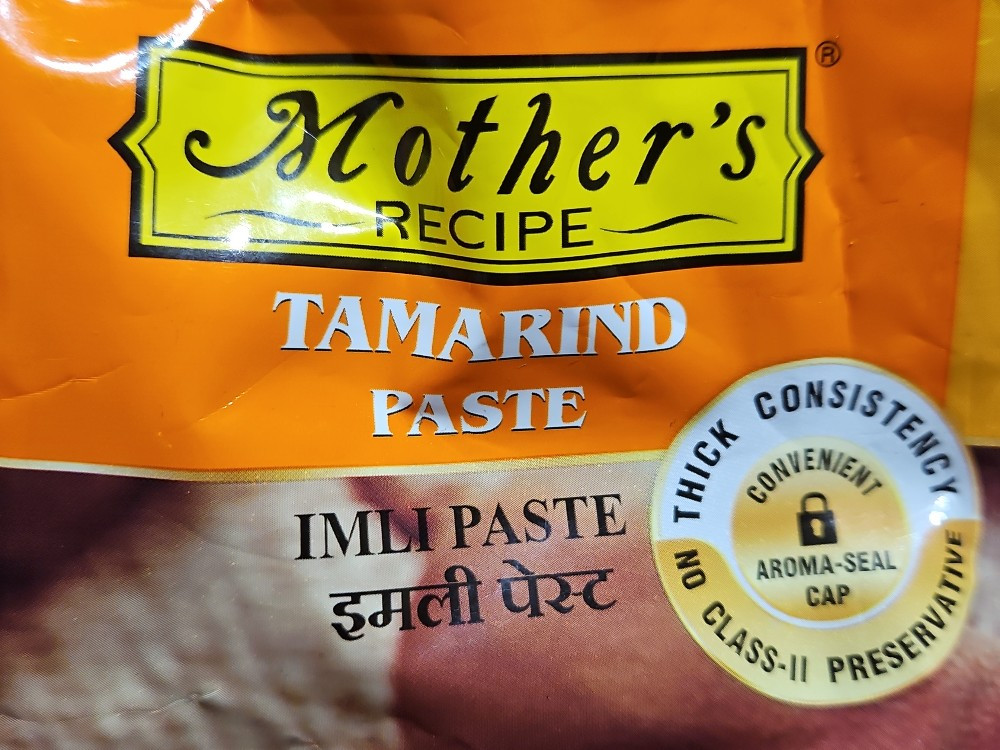 Mother's
®
RECIPE
TAMARIND
PASTE
IMLI PASTE
इमली पेस्ट
THICK CONSISTENCY
CONVENIENT
AROMA-SEAL
CAP
NO CLASS-II PRESERVATIVE